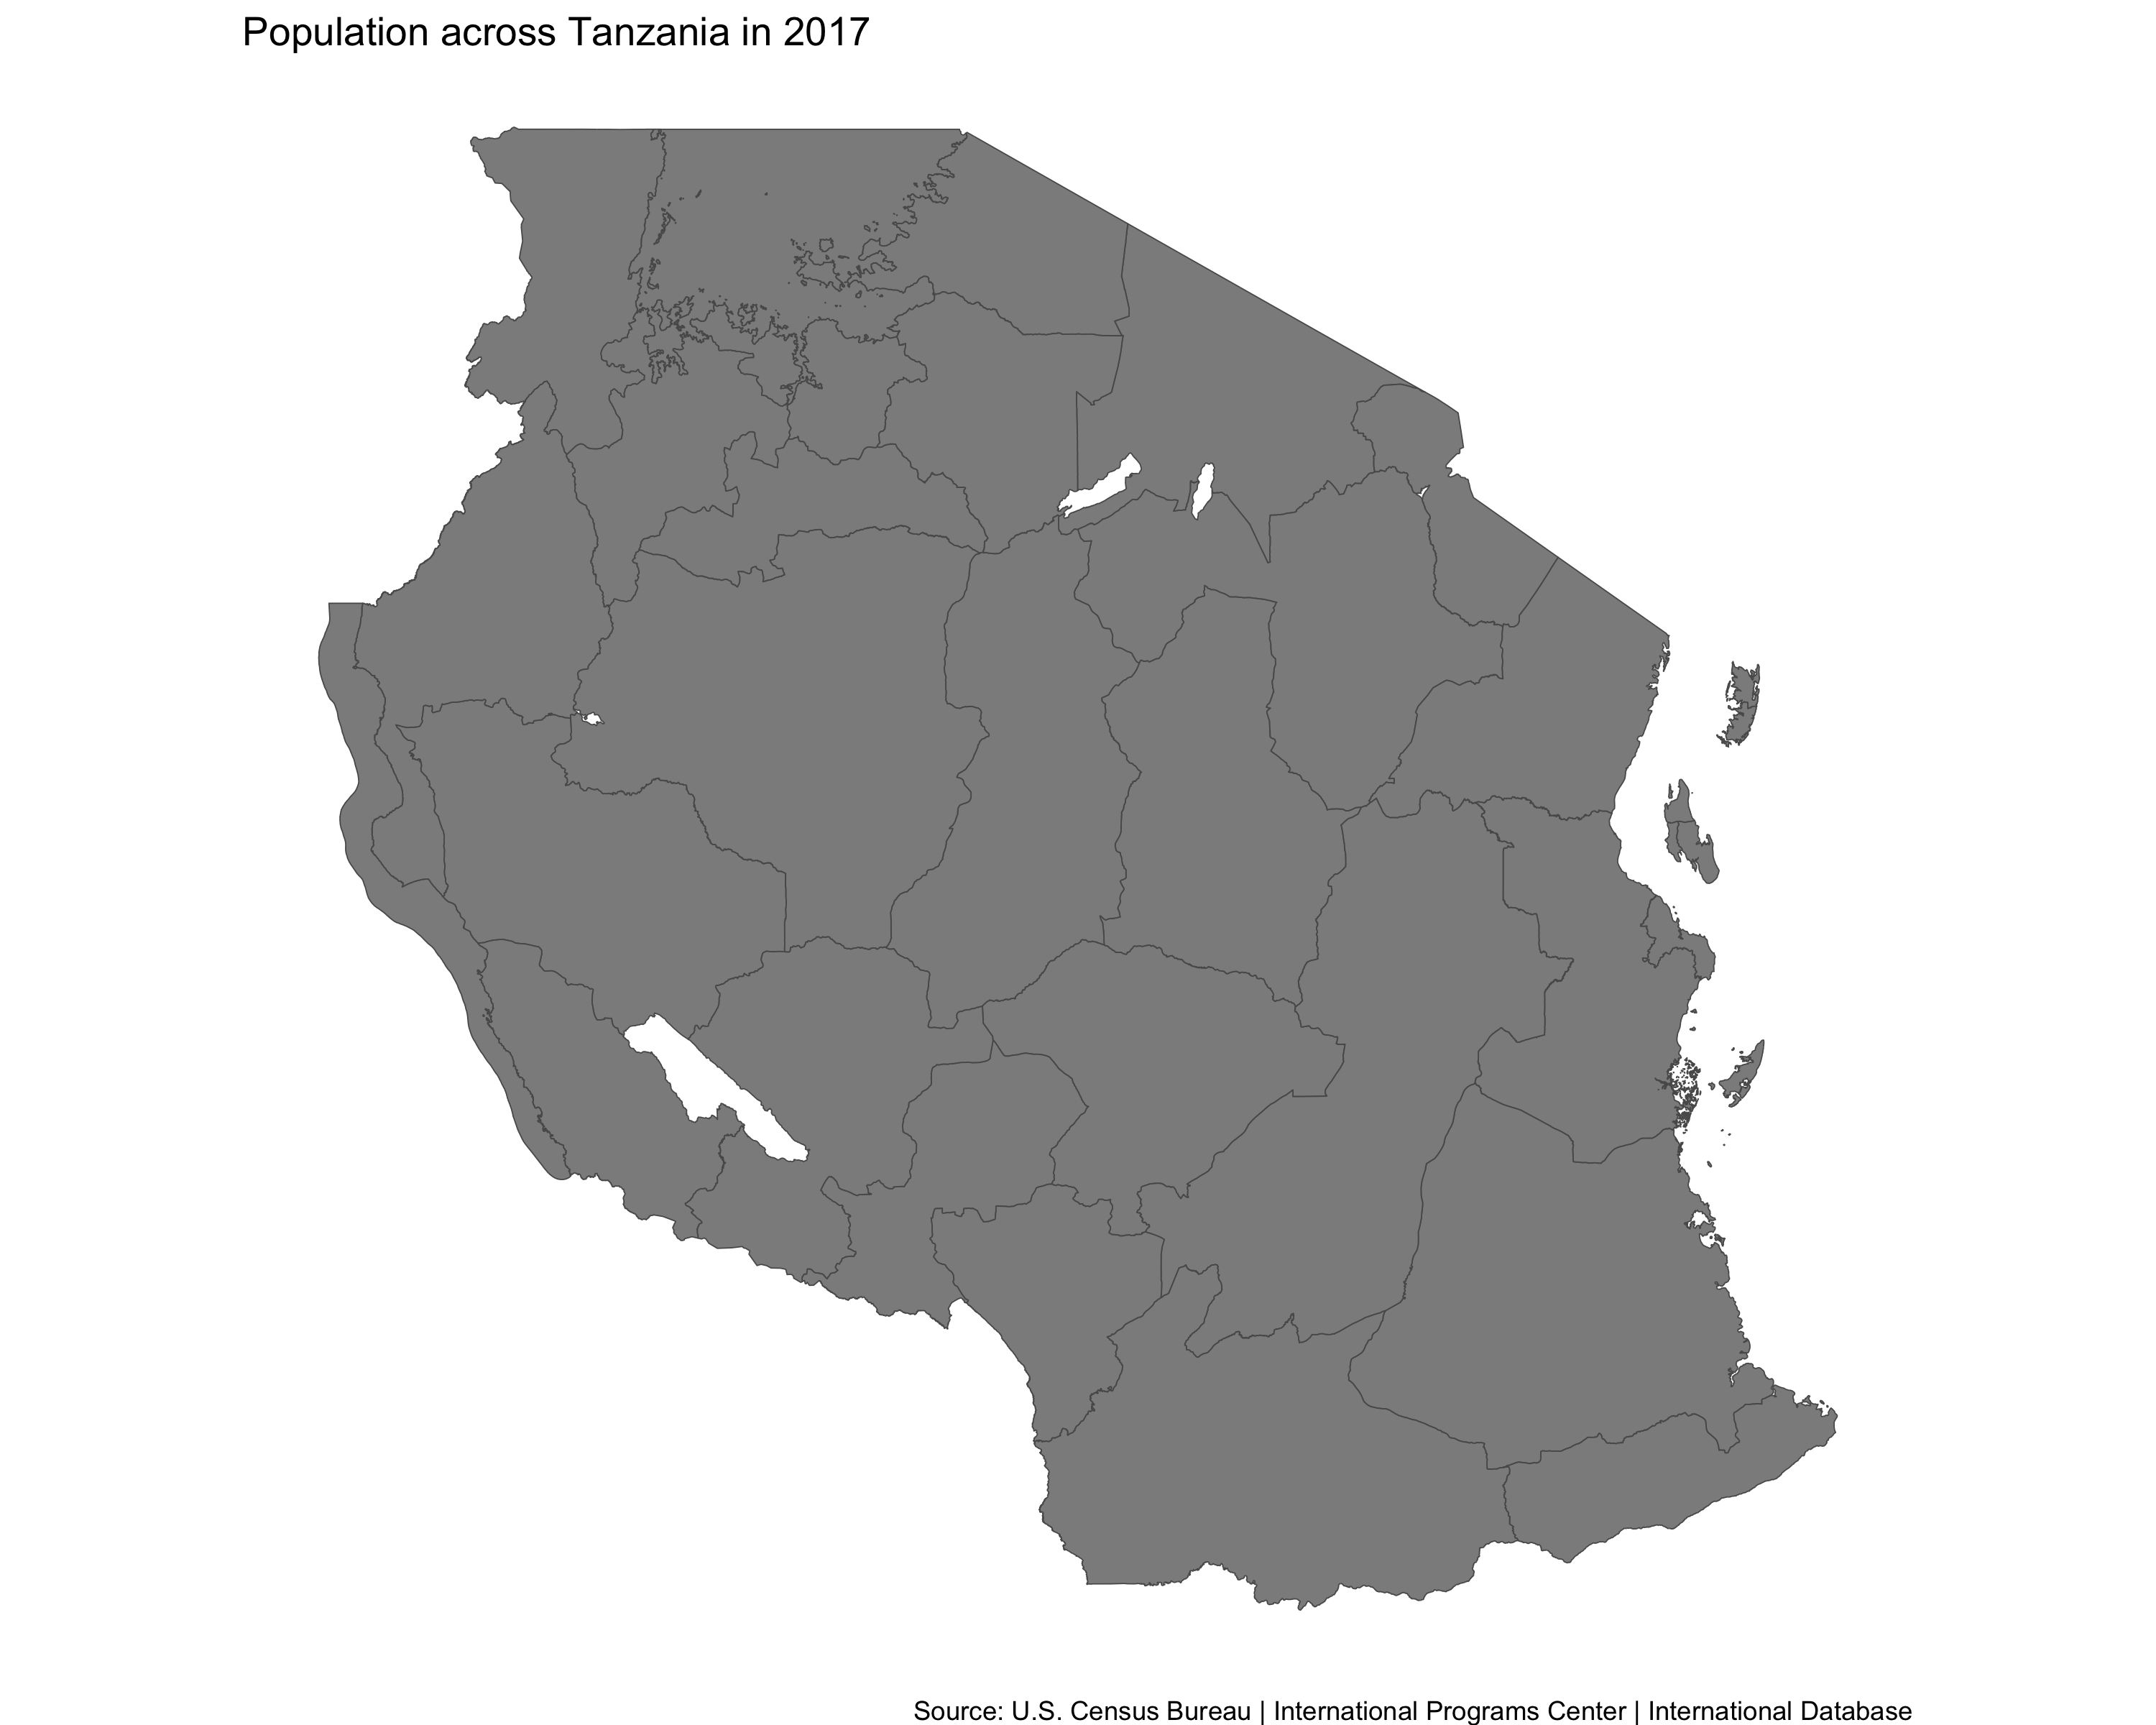 Population across Tanzania in 2017
Source: U.S. Census Bureau | International Programs Center | International Database